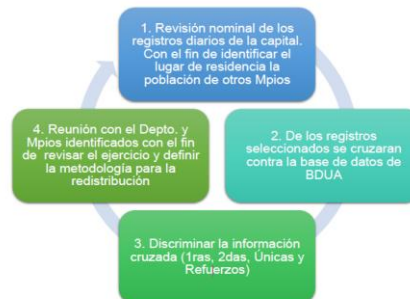 1. Revisión nominal de los
registros diarios de la capital.
Con el fin de identificar el
lugar de residencia la
población de otros Mpios
2. De los registros
seleccionados se cruzaran
contra la base de datos de
BDUA
3. Discriminar la información
cruzada (1ras, 2das, Únicas y
Refuerzos)
4. Reunión con el Depto. y
Mpios identificados con el fin
de revisar el ejercicio y definir
la metodología para la
redistribución